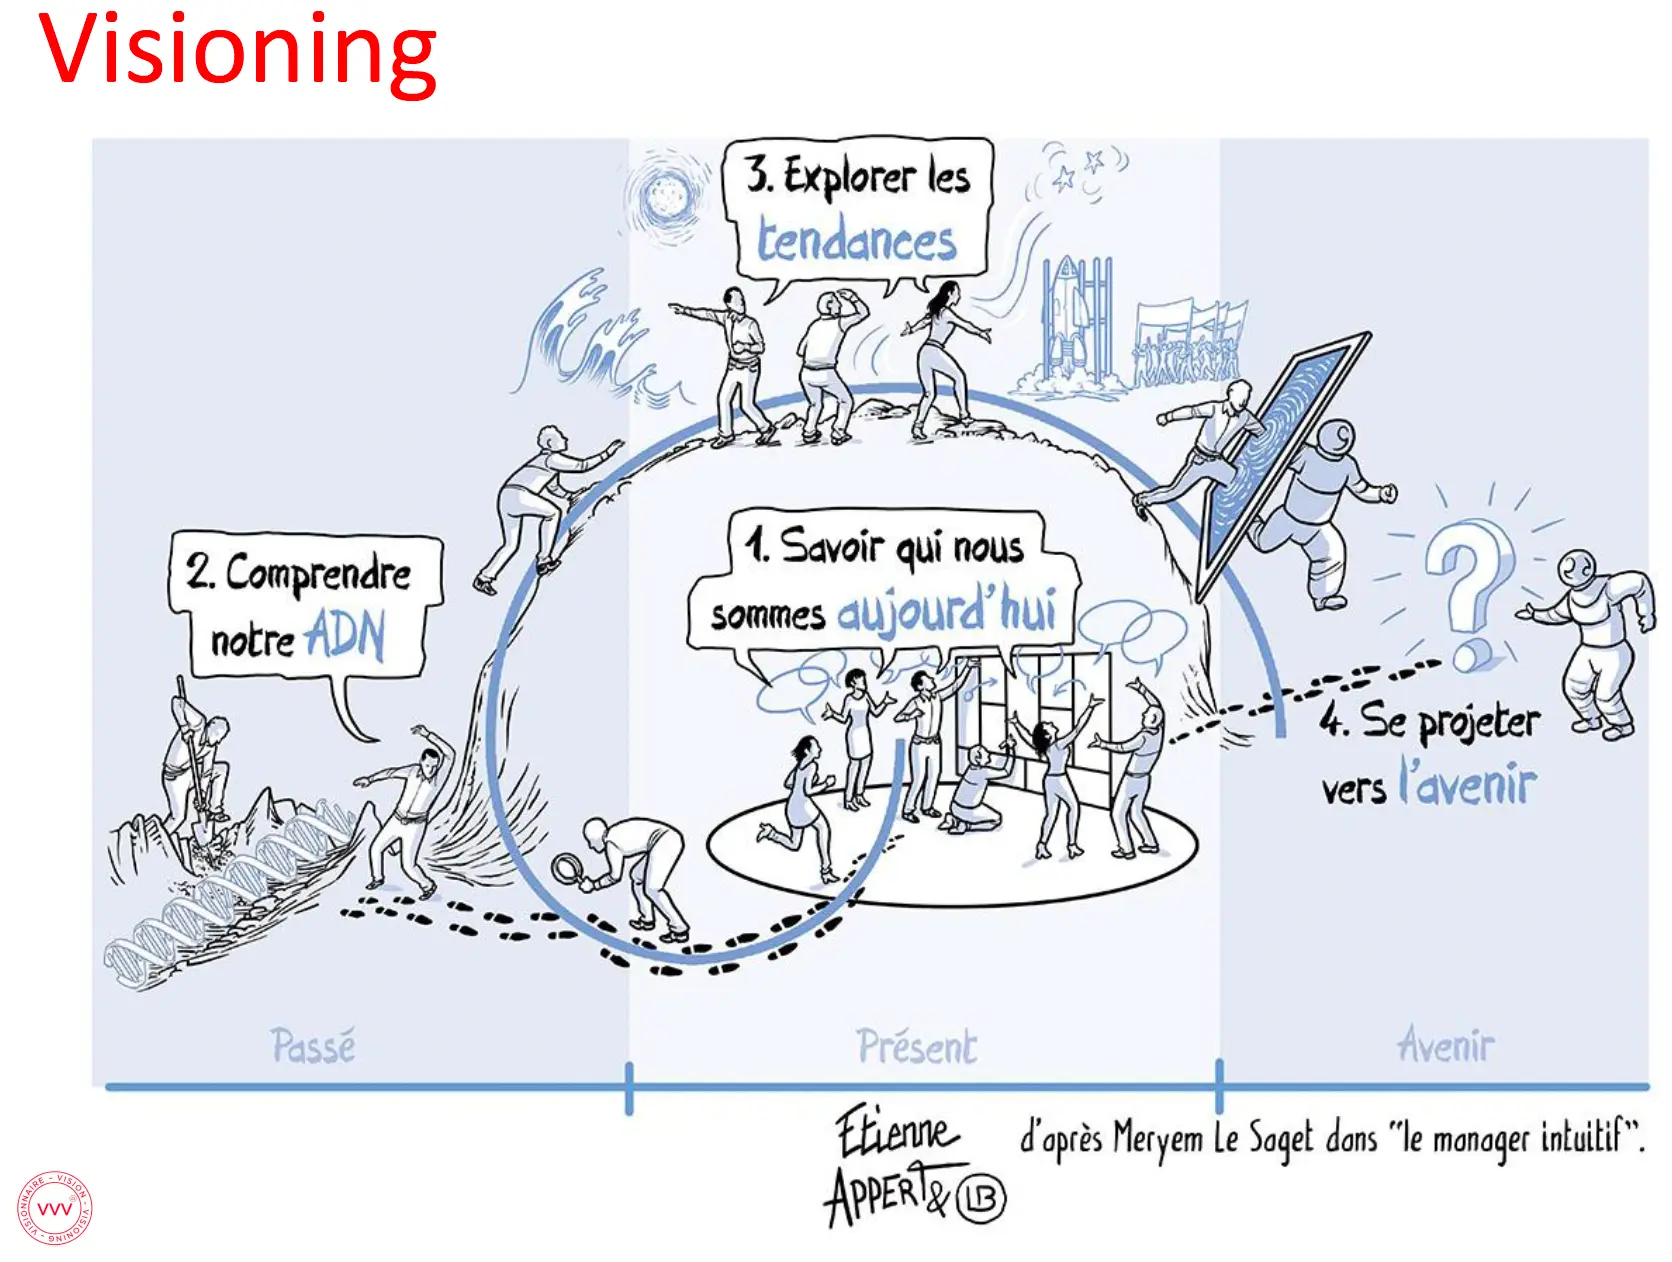 Visioning
3. Explorer les
tendances
2. Comprendre
notre ADN
1. Savoir qui nous
sommes aujourd'hui
4. Se projeter
vers l'avenir
Passé
Présent
Avenir
Etienne
APPERT & LB
d'après Meryem Le Saget dans "le manager intuitif".
VISIONNAIRE - VISION - VISIONING -
VVV®